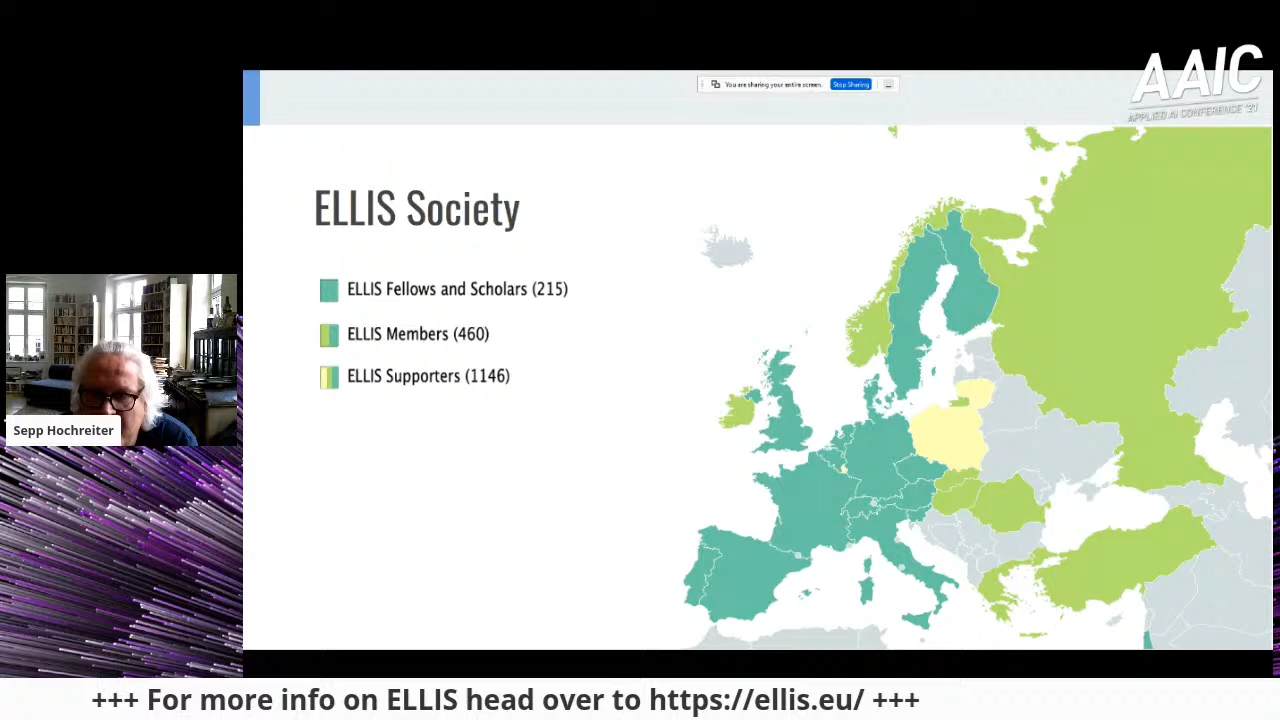 You are sharing your entire screen.
Stop Sharing
AAIC
APPLIED AI CONFERENCE '21
ELLIS Society
ELLIS Fellows and Scholars (215)
ELLIS Members (460)
ELLIS Supporters (1146)
Sepp Hochreiter
+++ For more info on ELLIS head over to https://ellis.eu/ +++